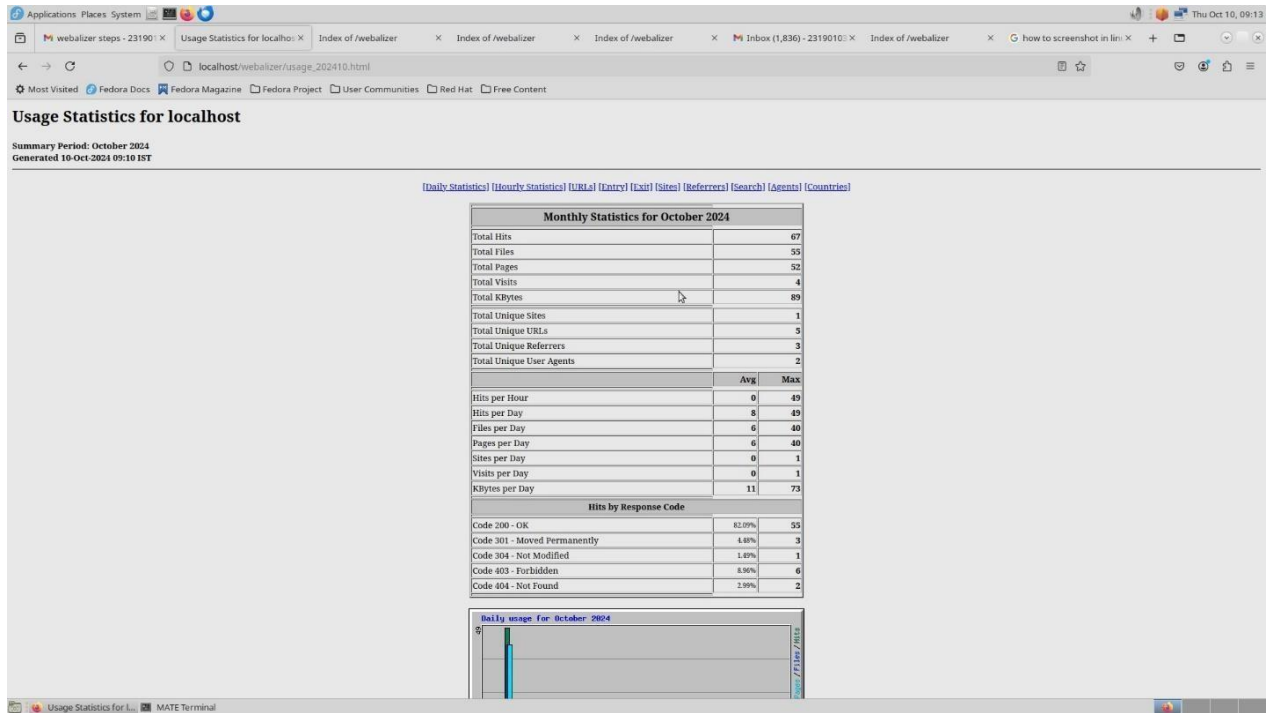 Applications Places System Thu Oct 10, 09:13
webalizer steps - 231901 Usage Statistics for localhos Index of /webalizer Index of /webalizer Index of /webalizer Inbox (1,836) - 23190103 Index of /webalizer how to screenshot in linu
localhost/webalizer/usage_202410.html
Most Visited Fedora Docs Fedora Magazine Fedora Project User Communities Red Hat Free Content
Usage Statistics for localhost
Summary Period: October 2024
Generated 10-Oct-2024 09:10 IST
[Daily Statistics] [Hourly Statistics] [URLs] [Entry] [Exit] [Sites] [Referrers] [Search] [Agents] [Countries]
Monthly Statistics for October 2024
Total Hits 67
Total Files 55
Total Pages 52
Total Visits 4
Total KBytes 89
Total Unique Sites 1
Total Unique URLs 5
Total Unique Referrers 3
Total Unique User Agents 2
Avg Max
Hits per Hour 0 49
Hits per Day 8 49
Files per Day 6 40
Pages per Day 6 40
Sites per Day 0 1
Visits per Day 0 1
KBytes per Day 11 73
Hits by Response Code
Code 200 - OK 82.09% 55
Code 301 - Moved Permanently 4.48% 3
Code 304 - Not Modified 1.49% 1
Code 403 - Forbidden 8.96% 6
Code 404 - Not Found 2.99% 2
Daily usage for October 2024
49
Pages / Files / Hits
Usage Statistics for l... MATE Terminal